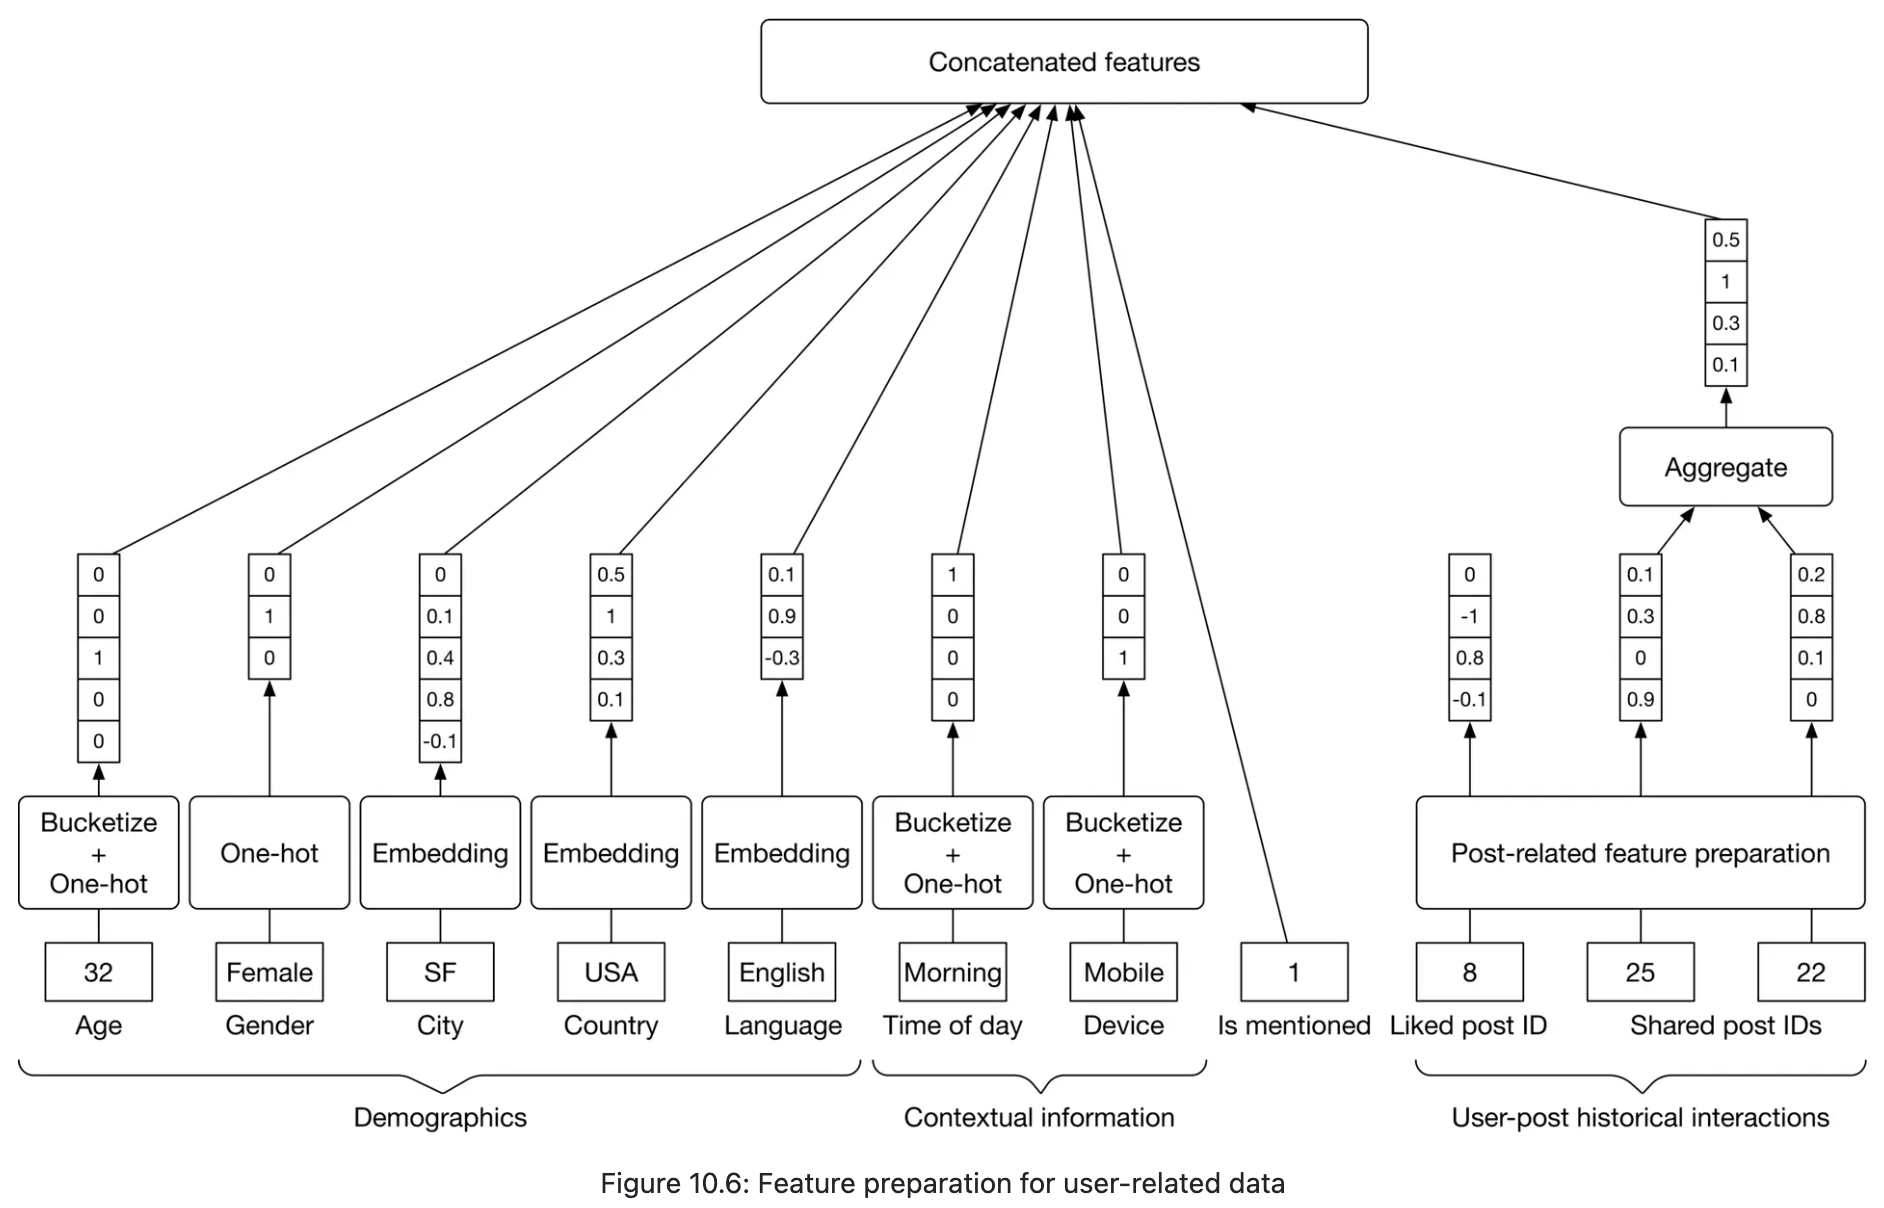 Concatenated features
0.5
1
0.3
0.1
Aggregate
0
0
1
0
0
0
1
0
0
0.1
0.4
0.8
-0.1
0.5
1
0.3
0.1
0.1
0.9
-0.3
1
0
0
0
0
0
1
0
-1
0.8
-0.1
0.1
0.3
0
0.9
0.2
0.8
0.1
0
Bucketize
+
One-hot
One-hot
Embedding
Embedding
Embedding
Bucketize
+
One-hot
Bucketize
+
One-hot
Post-related feature preparation
32
Female
SF
USA
English
Morning
Mobile
1
8
25
22
Age
Gender
City
Country
Language
Time of day
Device
Is mentioned
Liked post ID
Shared post IDs
Demographics
Contextual information
User-post historical interactions
Figure 10.6: Feature preparation for user-related data